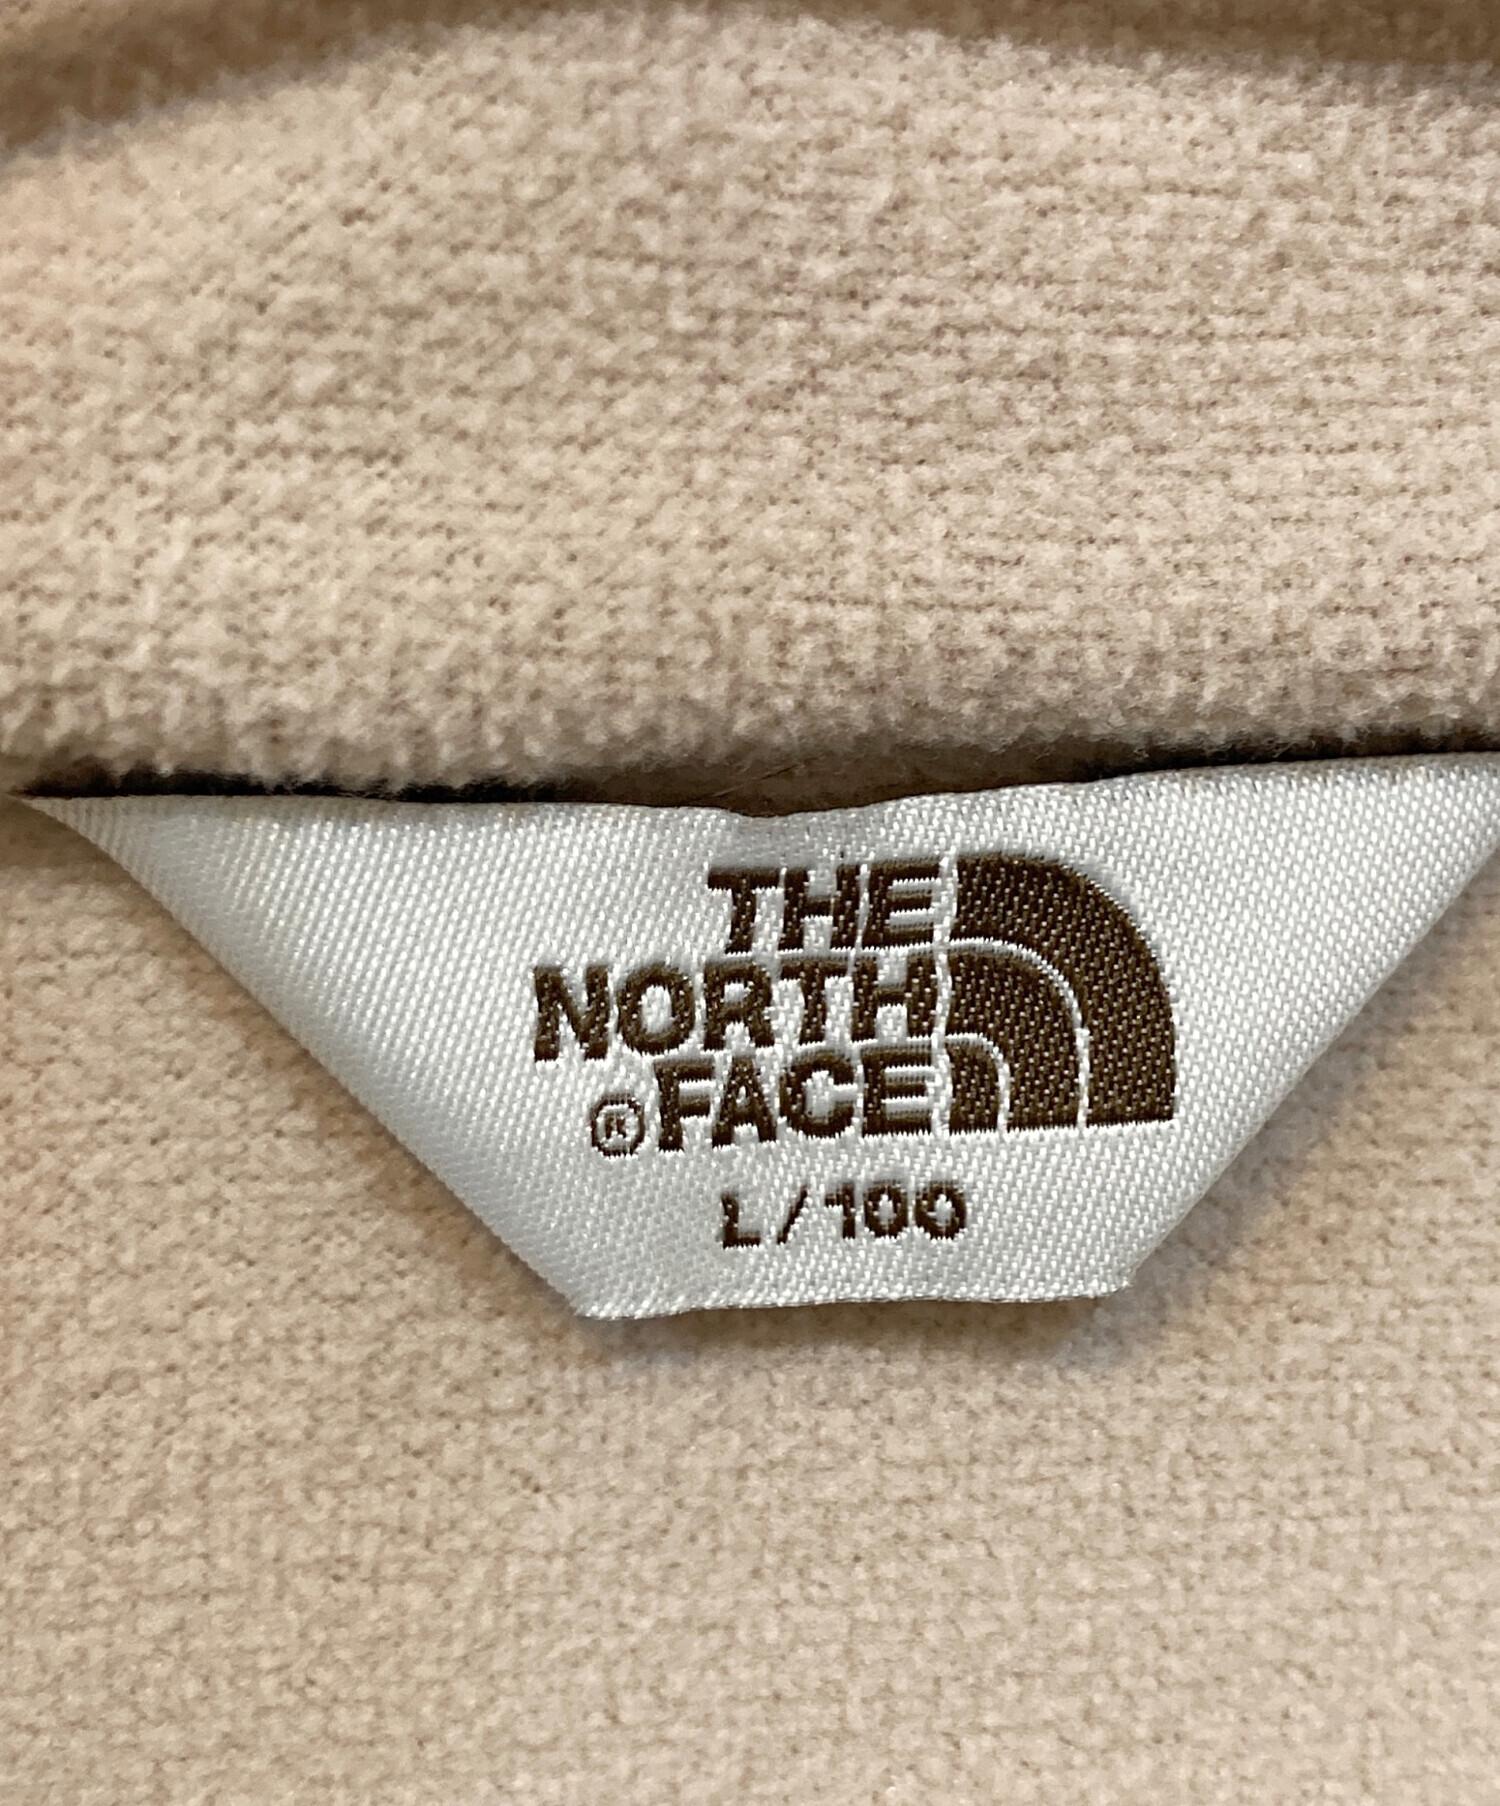 THE
NORTH
® FACE
L/100